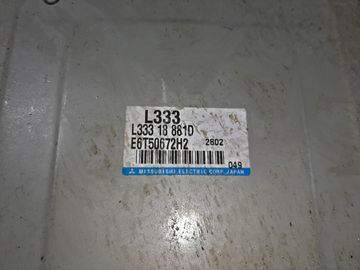 L333
L333 18 881D
E6T50672H2 2802
049
MITSUBISHI ELECTRIC CORP. JAPAN